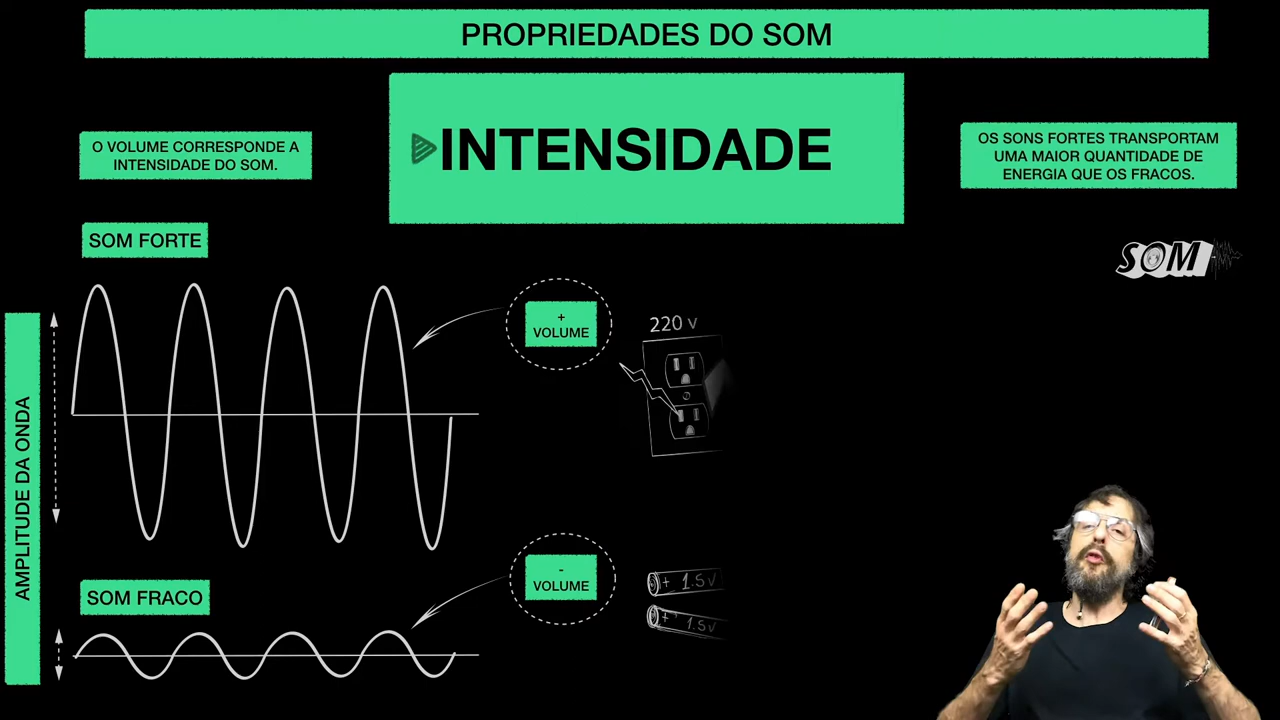 PROPRIEDADES DO SOM
INTENSIDADE
O VOLUME CORRESPONDE A
INTENSIDADE DO SOM.
OS SONS FORTES TRANSPORTAM
UMA MAIOR QUANTIDADE DE
ENERGIA QUE OS FRACOS.
SOM FORTE
SOM
+
VOLUME
220 V
AMPLITUDE DA ONDA
-
VOLUME
+ 1.5V
+ 1.5V
SOM FRACO